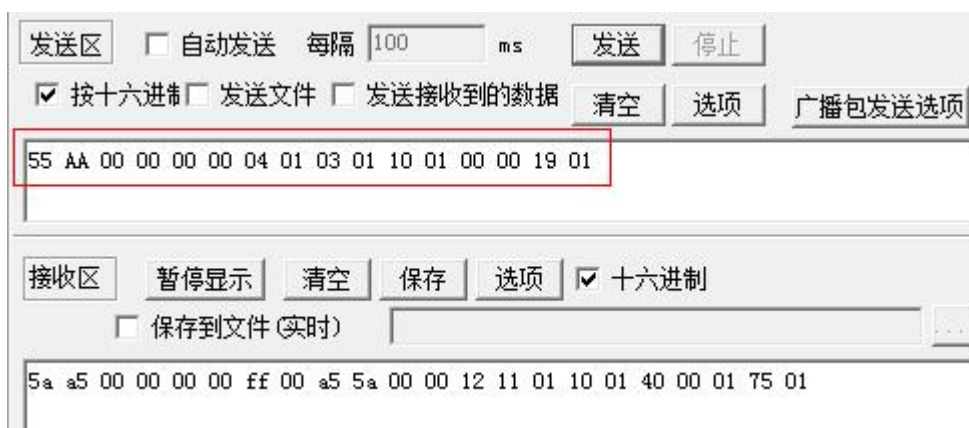 发送区 自动发送 每隔 100 ms 发送 停止
按十六进制 发送文件 发送接收到的数据 清空 选项 广播包发送选项
55 AA 00 00 00 00 04 01 03 01 10 01 00 00 19 01
接收区 暂停显示 清空 保存 选项 十六进制
保存到文件(实时) ...
5a a5 00 00 00 00 ff 00 a5 5a 00 00 12 11 01 10 01 40 00 01 75 01